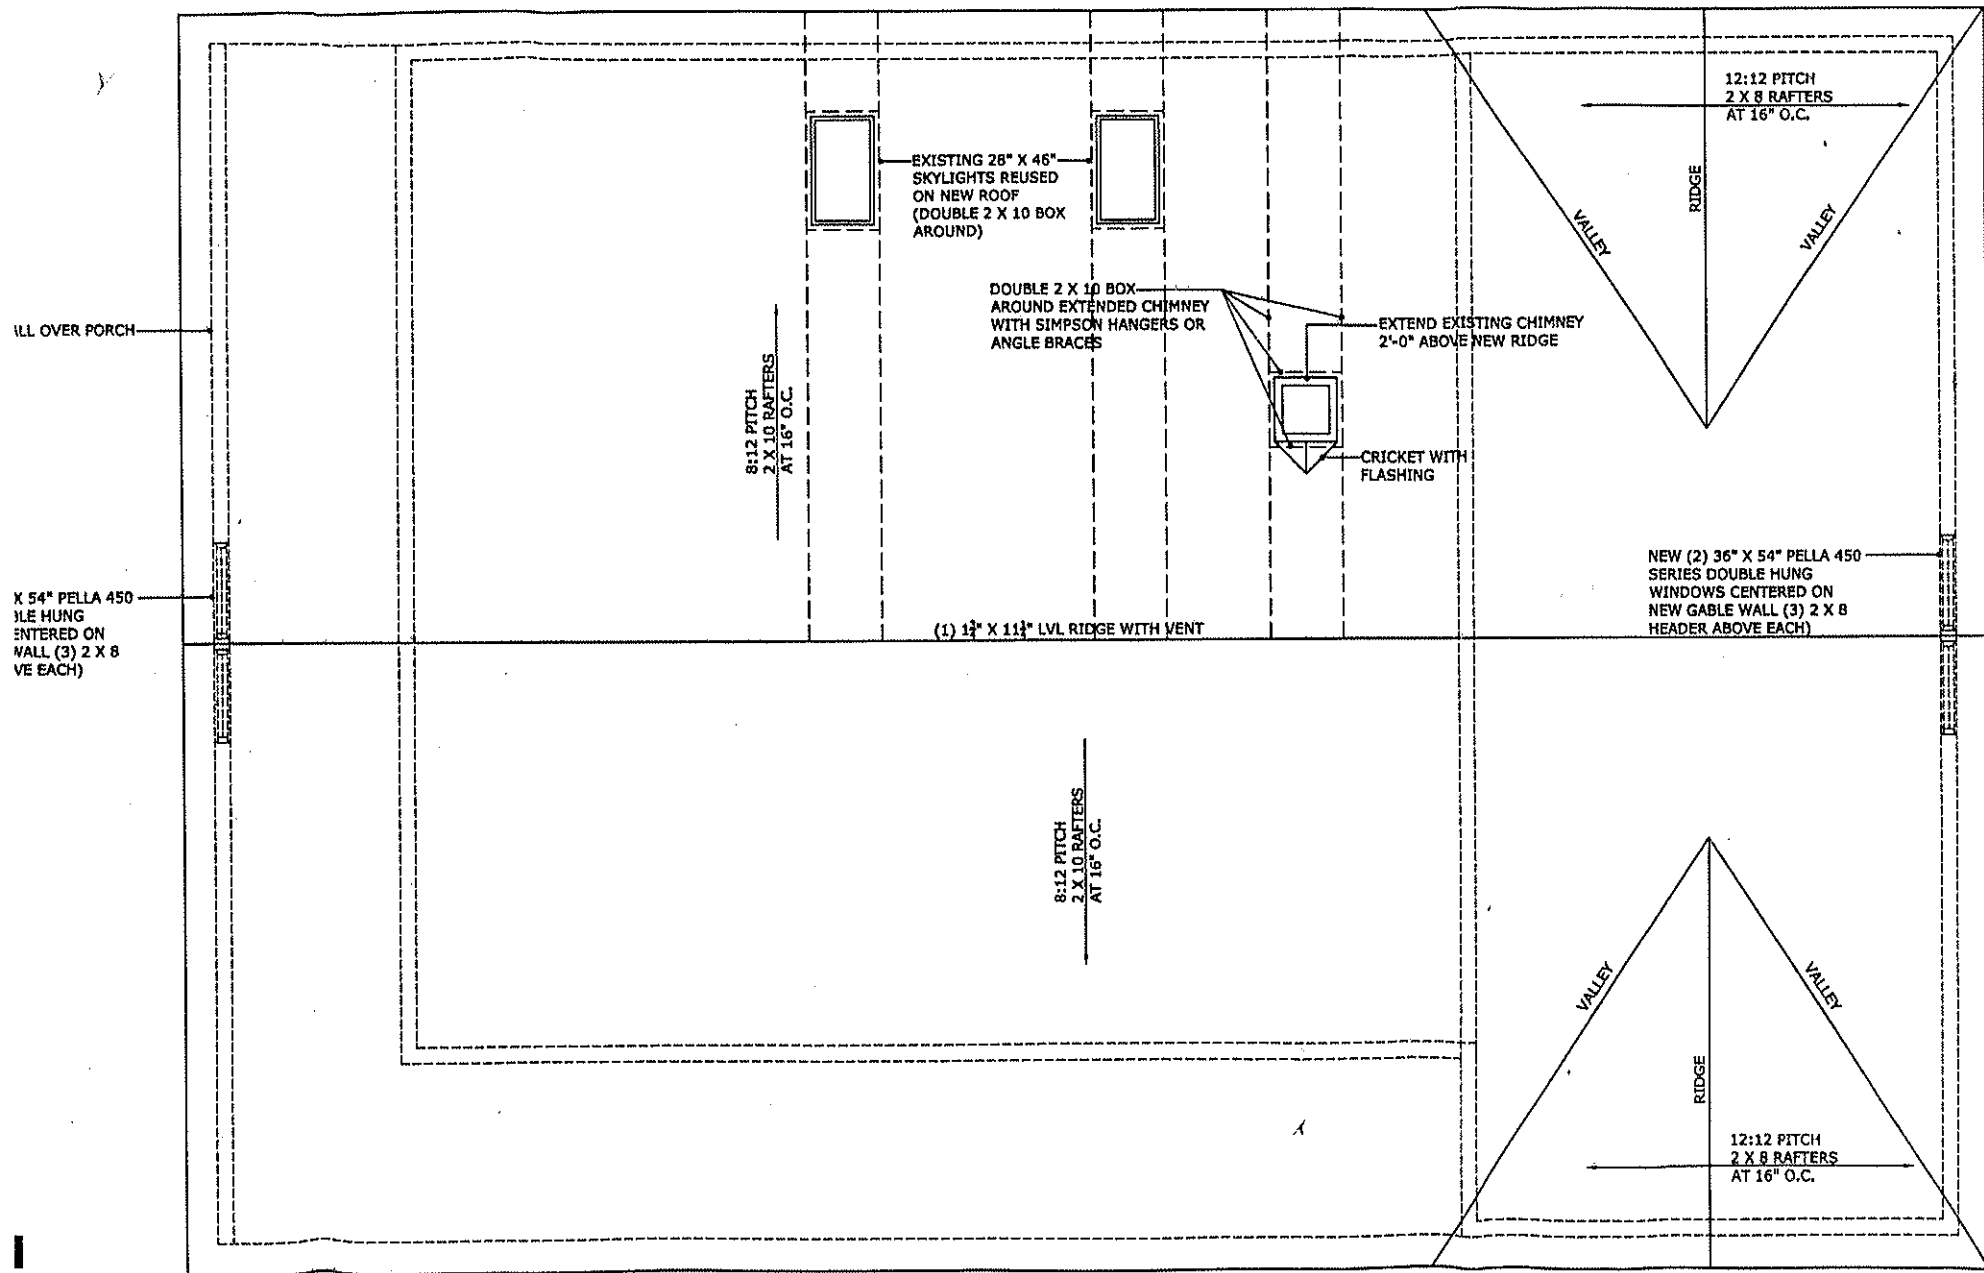 12:12 PITCH
2 X 8 RAFTERS
AT 16" O.C.
EXISTING 28" X 46"
SKYLIGHTS REUSED
ON NEW ROOF
(DOUBLE 2 X 10 BOX
AROUND)
RIDGE
VALLEY
VALLEY
DOUBLE 2 X 10 BOX
AROUND EXTENDED CHIMNEY
WITH SIMPSON HANGERS OR
ANGLE BRACES
EXTEND EXISTING CHIMNEY
2'-0" ABOVE NEW RIDGE
ILL OVER PORCH
8:12 PITCH
2 X 10 RAFTERS
AT 16" O.C.
CRICKET WITH
FLASHING
NEW (2) 36" X 54" PELLA 450
SERIES DOUBLE HUNG
WINDOWS CENTERED ON
NEW GABLE WALL (3) 2 X 8
HEADER ABOVE EACH)
X 54" PELLA 450
BLE HUNG
ENTERED ON
WALL (3) 2 X 8
VE EACH)
(1) 1¾" X 11¼" LVL RIDGE WITH VENT
8:12 PITCH
2 X 10 RAFTERS
AT 16" O.C.
VALLEY
VALLEY
RIDGE
12:12 PITCH
2 X 8 RAFTERS
AT 16" O.C.